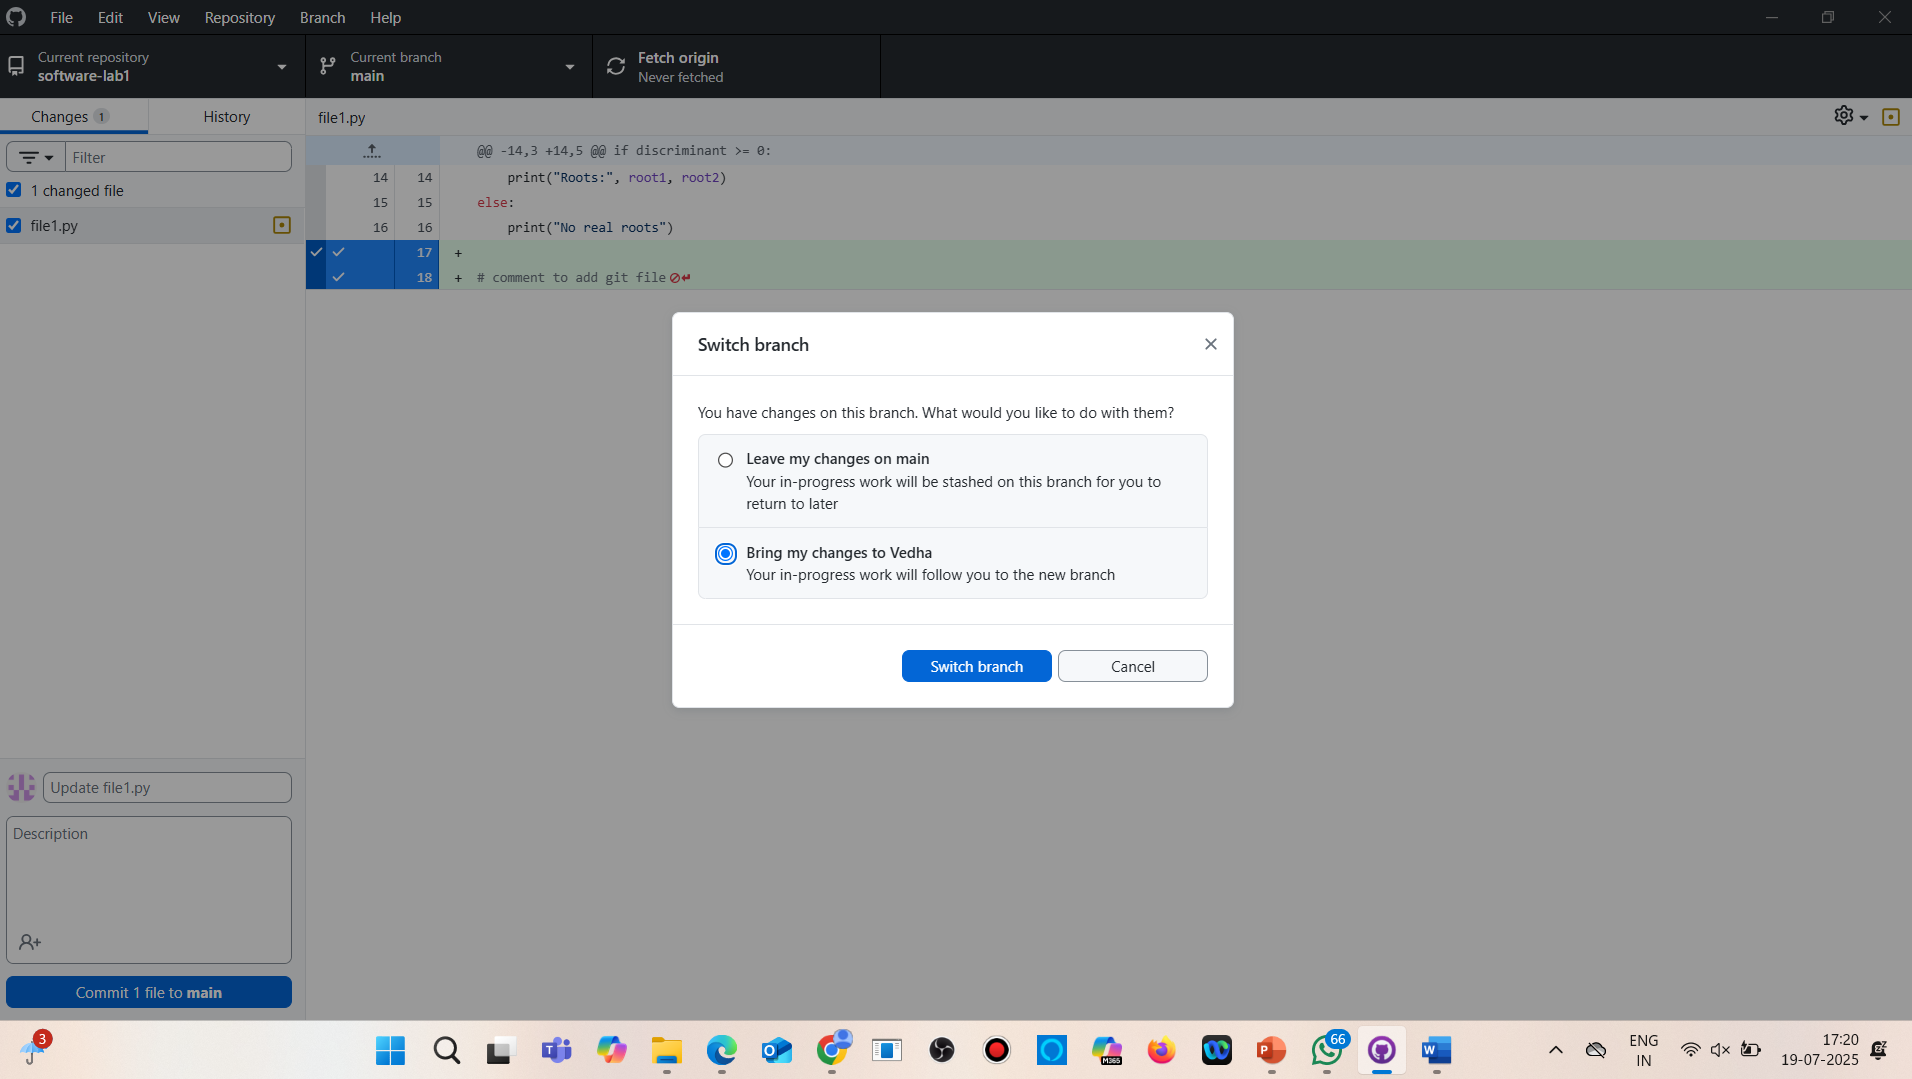 File Edit View Repository Branch Help
Current repository
software-lab1
Current branch
main
Fetch origin
Never fetched
Changes 1 History
file1.py
Filter
1 changed file
file1.py
@@ -14,3 +14,5 @@ if discriminant >= 0:
14 14 print("Roots:", root1, root2)
15 15 else:
16 16 print("No real roots")
17 +
18 + # comment to add git file
Switch branch
You have changes on this branch. What would you like to do with them?
Leave my changes on main
Your in-progress work will be stashed on this branch for you to
return to later
Bring my changes to Vedha
Your in-progress work will follow you to the new branch
Switch branch Cancel
Update file1.py
Description
Commit 1 file to main
3
M365
66
ENG
IN
17:20
19-07-2025